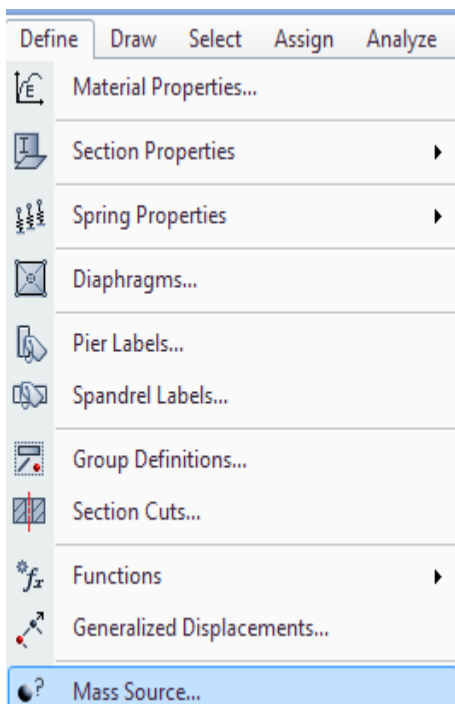 Define Draw Select Assign Analyze
Material Properties...
Section Properties
Spring Properties
Diaphragms...
Pier Labels...
Spandrel Labels...
Group Definitions...
Section Cuts...
Functions
Generalized Displacements...
Mass Source...